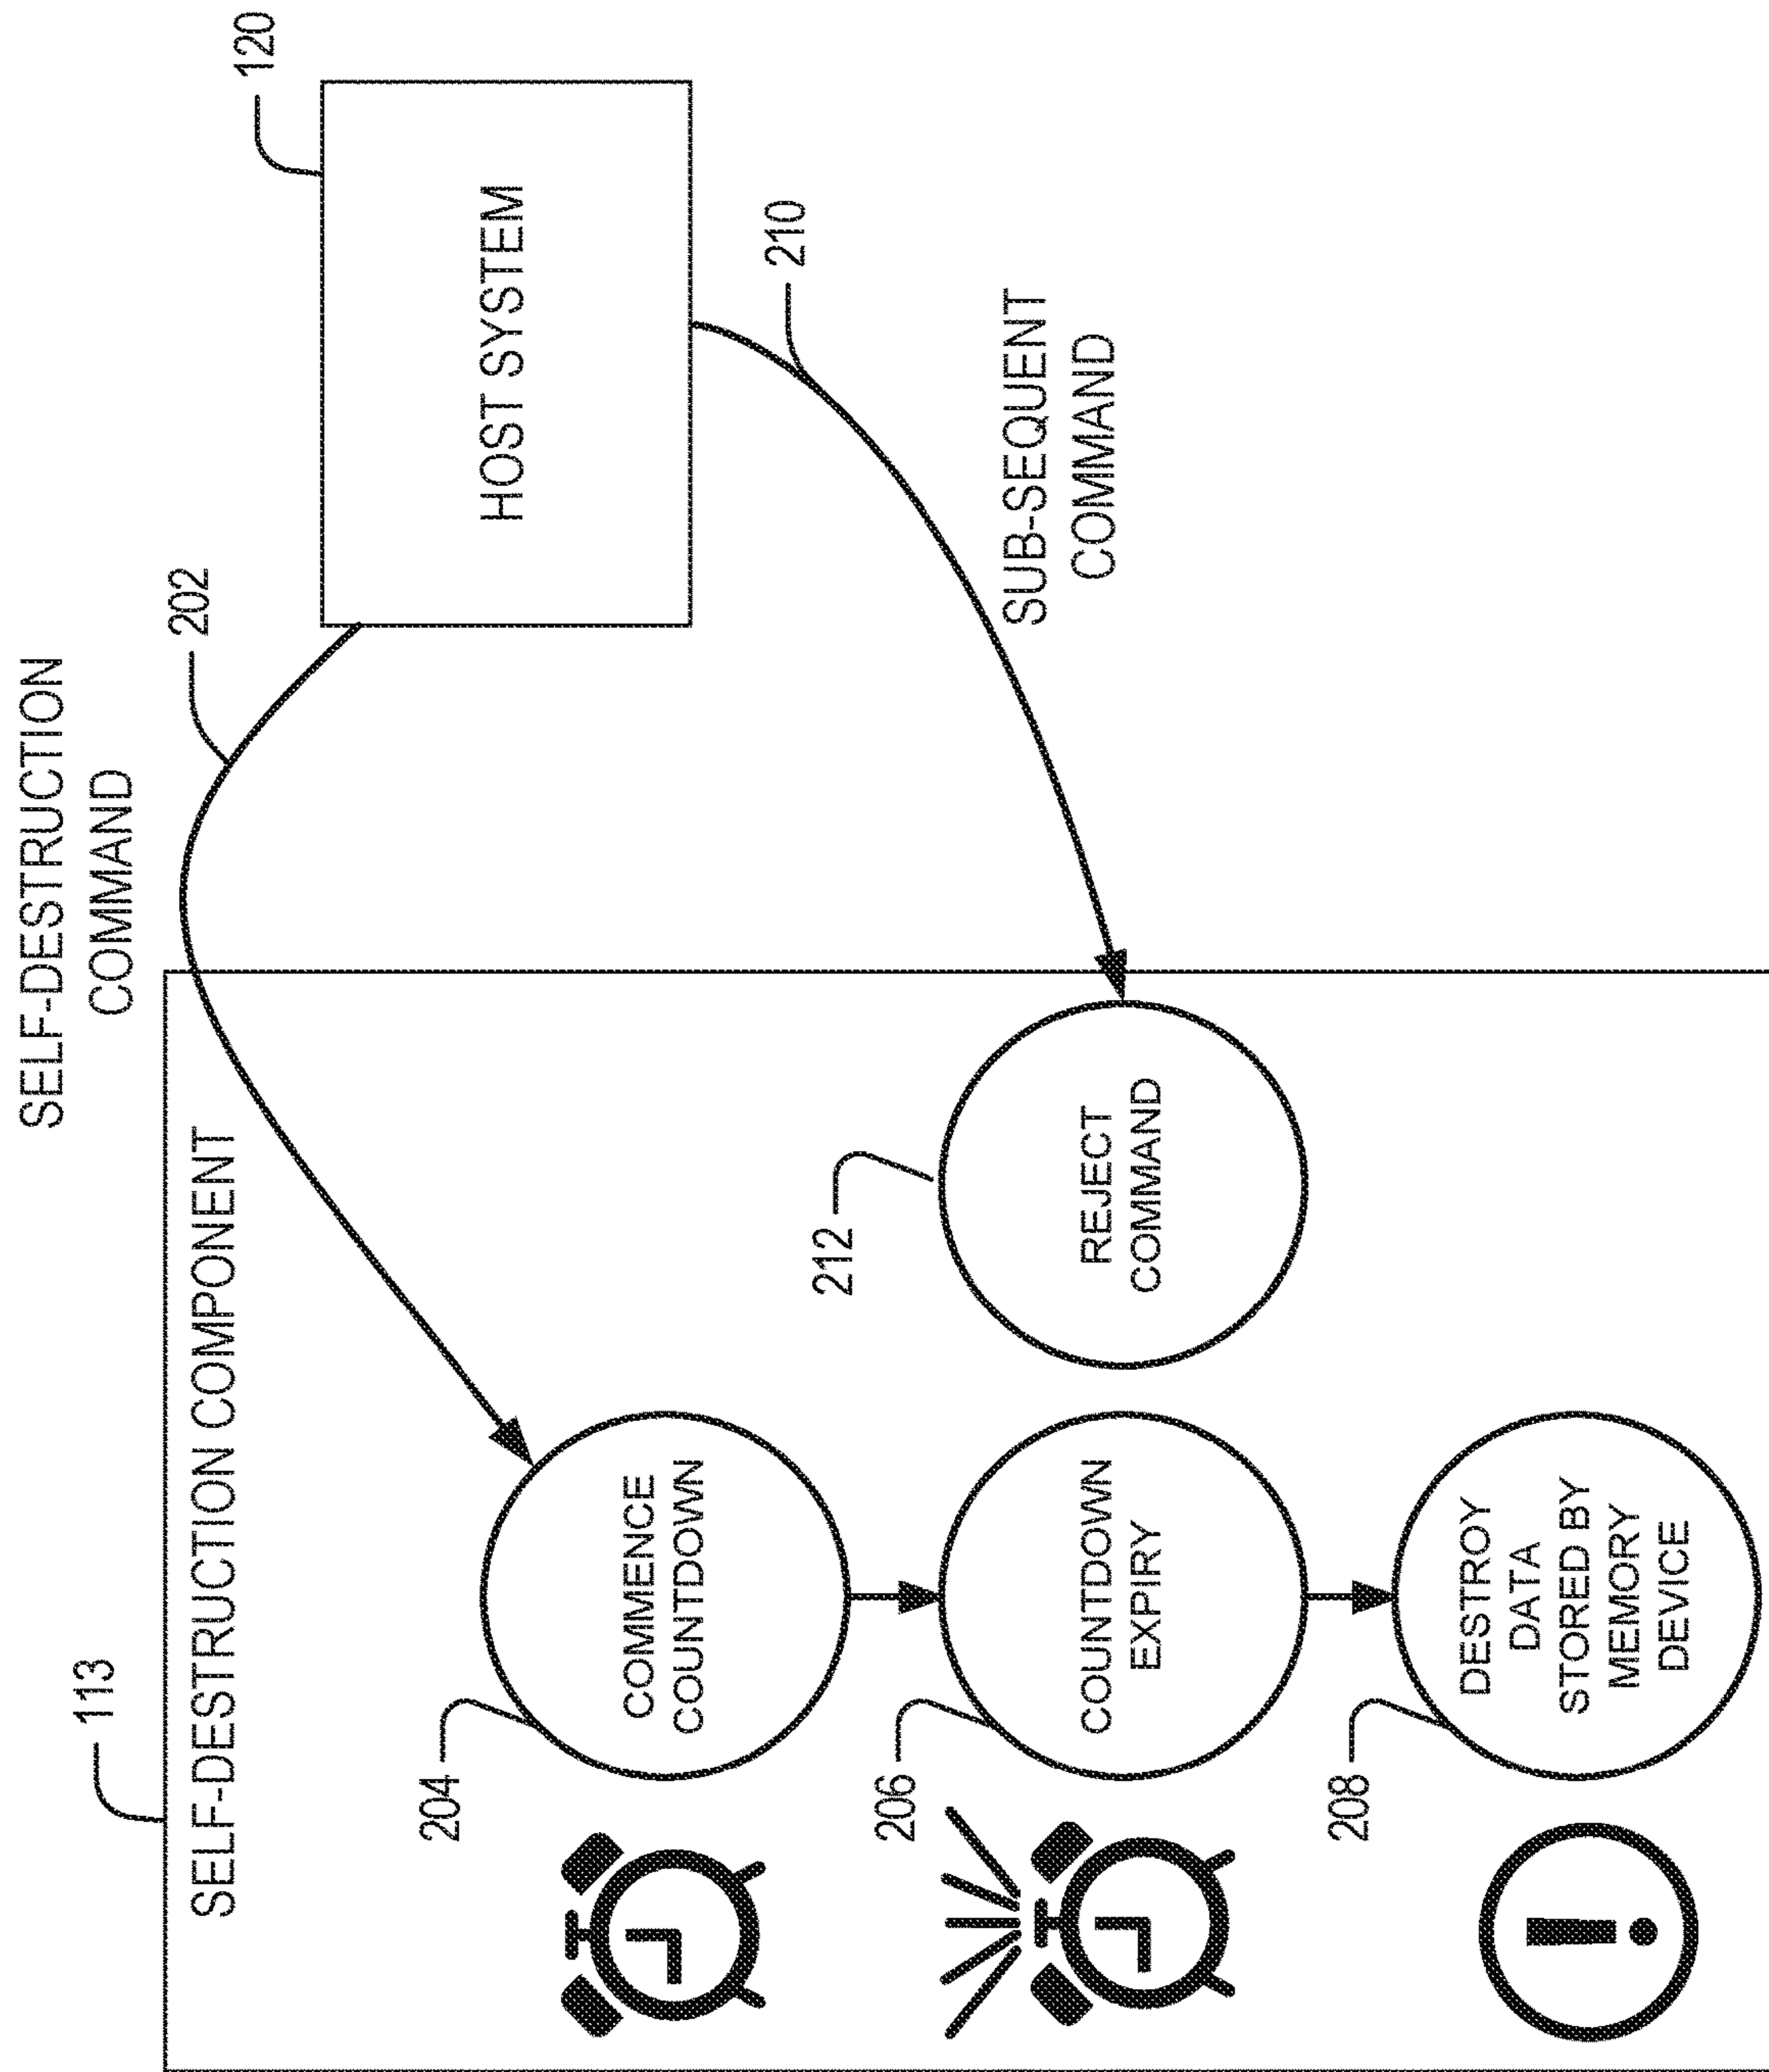 SELF-DESTRUCTION
COMMAND
113
SELF-DESTRUCTION COMPONENT
202
120
HOST SYSTEM
204
COMMENCE
COUNTDOWN
210
212
REJECT
COMMAND
SUB-SEQUENT
COMMAND
206
COUNTDOWN
EXPIRY
208
DESTROY
DATA
STORED BY
MEMORY
DEVICE